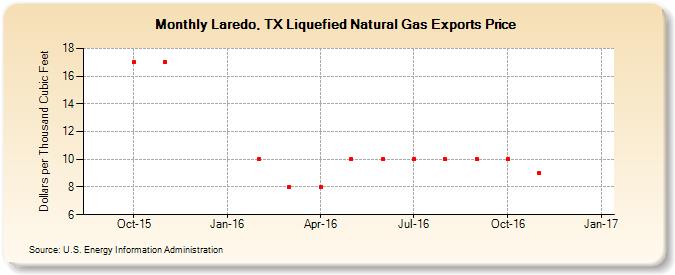 Monthly Laredo, TX Liquefied Natural Gas Exports Price
Dollars per Thousand Cubic Feet
18
16
14
12
10
8
6
Oct-15 Jan-16 Apr-16 Jul-16 Oct-16 Jan-17
Source: U.S. Energy Information Administration